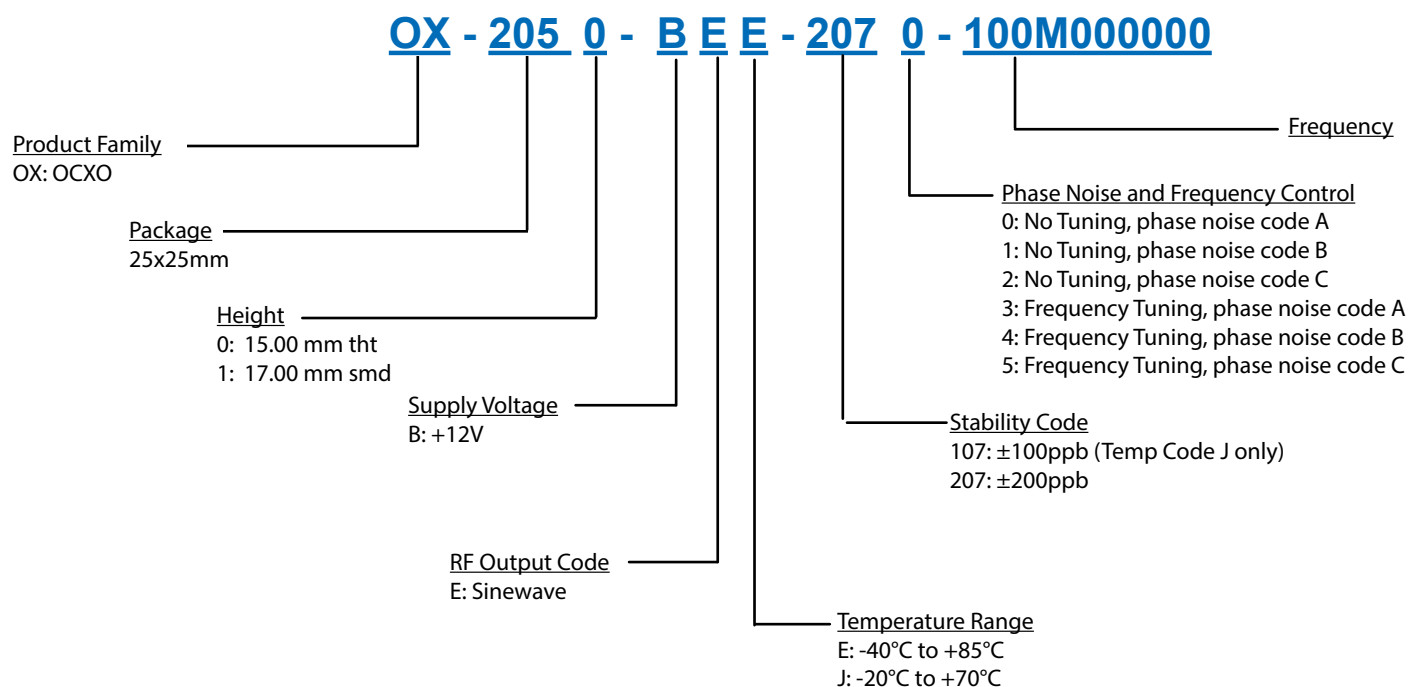 OX - 205 0 - B E E - 207 0 - 100M000000
Product Family
OX: OCXO
Package
25x25mm
Height
0: 15.00 mm tht
1: 17.00 mm smd
Supply Voltage
B: +12V
RF Output Code
E: Sinewave
Temperature Range
E: -40°C to +85°C
J: -20°C to +70°C
Stability Code
107: ±100ppb (Temp Code J only)
207: ±200ppb
Phase Noise and Frequency Control
0: No Tuning, phase noise code A
1: No Tuning, phase noise code B
2: No Tuning, phase noise code C
3: Frequency Tuning, phase noise code A
4: Frequency Tuning, phase noise code B
5: Frequency Tuning, phase noise code C
Frequency